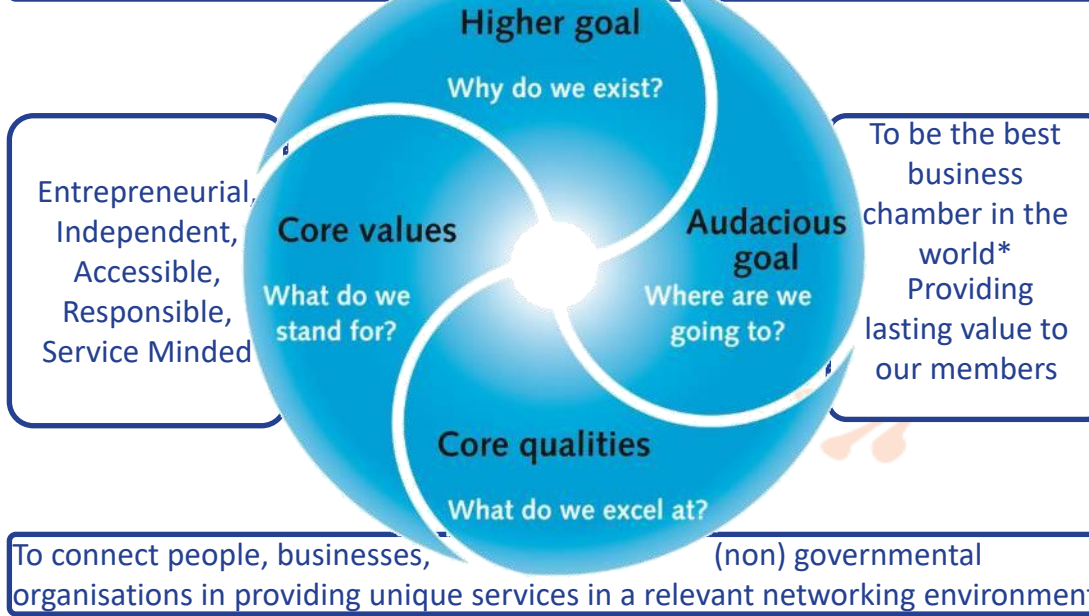 Higher goal
Why do we exist?
Entrepreneurial,
Independent,
Accessible,
Responsible,
Service Minded
Core values
What do we
stand for?
Audacious
goal
Where are we
going to?
To be the best
business
chamber in the
world*
Providing
lasting value to
our members
Core qualities
What do we excel at?
To connect people, businesses, (non) governmental
organisations in providing unique services in a relevant networking environmen